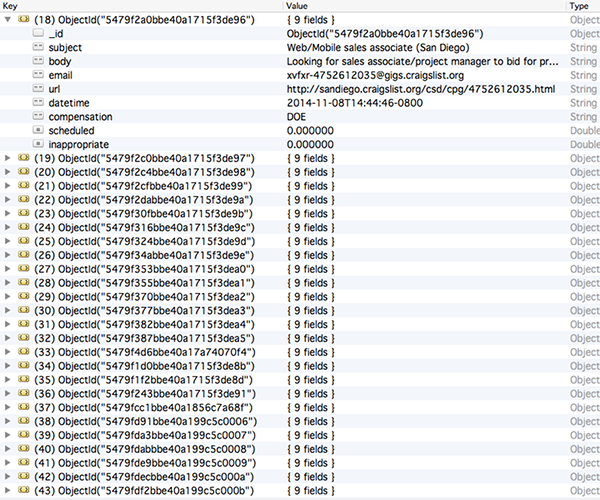 Key Value Type
(18) ObjectId("5479f2a0bbe40a1715f3de96") { 9 fields } Object
_id ObjectId("5479f2a0bbe40a1715f3de96") Object
subject Web/Mobile sales associate (San Diego) String
body Looking for sales associate/project manager to bid for pr... String
email xvfxr-4752612035@gigs.craigslist.org String
url http://sandiego.craigslist.org/csd/cpg/4752612035.html String
datetime 2014-11-08T14:44:46-0800 String
compensation DOE String
scheduled 0.000000 Double
inappropriate 0.000000 Double
(19) ObjectId("5479f2c0bbe40a1715f3de97") { 9 fields } Object
(20) ObjectId("5479f2c4bbe40a1715f3de98") { 9 fields } Object
(21) ObjectId("5479f2cfbbe40a1715f3de99") { 9 fields } Object
(22) ObjectId("5479f2dabbe40a1715f3de9a") { 9 fields } Object
(23) ObjectId("5479f30fbbe40a1715f3de9b") { 9 fields } Object
(24) ObjectId("5479f316bbe40a1715f3de9c") { 9 fields } Object
(25) ObjectId("5479f324bbe40a1715f3de9d") { 9 fields } Object
(26) ObjectId("5479f34abbe40a1715f3de9e") { 9 fields } Object
(27) ObjectId("5479f353bbe40a1715f3dea0") { 9 fields } Object
(28) ObjectId("5479f355bbe40a1715f3dea1") { 9 fields } Object
(29) ObjectId("5479f370bbe40a1715f3dea2") { 9 fields } Object
(30) ObjectId("5479f377bbe40a1715f3dea3") { 9 fields } Object
(31) ObjectId("5479f382bbe40a1715f3dea4") { 9 fields } Object
(32) ObjectId("5479f387bbe40a1715f3dea5") { 9 fields } Object
(33) ObjectId("5479f4d6bbe40a17a74070f4") { 9 fields } Object
(34) ObjectId("5479f1d0bbe40a1715f3de8b") { 9 fields } Object
(35) ObjectId("5479f1f2bbe40a1715f3de8d") { 9 fields } Object
(36) ObjectId("5479f243bbe40a1715f3de91") { 9 fields } Object
(37) ObjectId("5479fcc1bbe40a1856c7a68f") { 9 fields } Object
(38) ObjectId("5479fd91bbe40a199c5c0006") { 9 fields } Object
(39) ObjectId("5479fda3bbe40a199c5c0007") { 9 fields } Object
(40) ObjectId("5479fdabbbe40a199c5c0008") { 9 fields } Object
(41) ObjectId("5479fde9bbe40a199c5c0009") { 9 fields } Object
(42) ObjectId("5479fdecbbe40a199c5c000a") { 9 fields } Object
(43) ObjectId("5479fdf2bbe40a199c5c000b") { 9 fields } Object